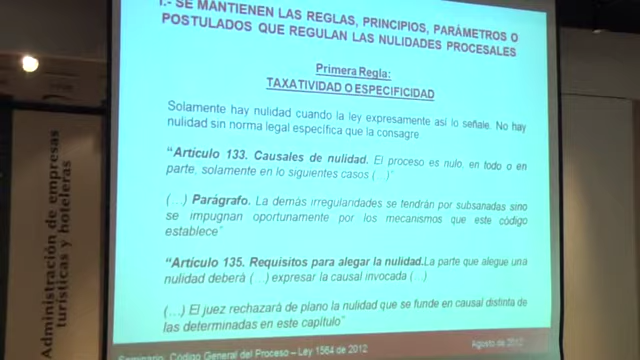 I.- SE MANTIENEN LAS REGLAS, PRINCIPIOS, PARÁMETROS O
POSTULADOS QUE REGULAN LAS NULIDADES PROCESALES
Primera Regla:
TAXATIVIDAD O ESPECIFICIDAD
Solamente hay nulidad cuando la ley expresamente así lo señale. No hay
nulidad sin norma legal específica que la consagre
“Artículo 133. Causales de nulidad. El proceso es nulo, en todo o en
parte, solamente en lo siguientes casos (…)”
(…) Parágrafo. La demás irregularidades se tendrán por subsanadas sino
se impugnan oportunamente por los mecanismos que este código
establece”
“Artículo 135. Requisitos para alegar la nulidad.La parte que alegue una
nulidad deberá (…) expresar la causal invocada (…)
(…) El juez rechazará de plano la nulidad que se funde en causal distinta de
las determinadas en este capítulo”
Seminario: Código General del Proceso – Ley 1564 de 2012
Agosto de 2012
Administración de empresas
turísticas y hoteleras